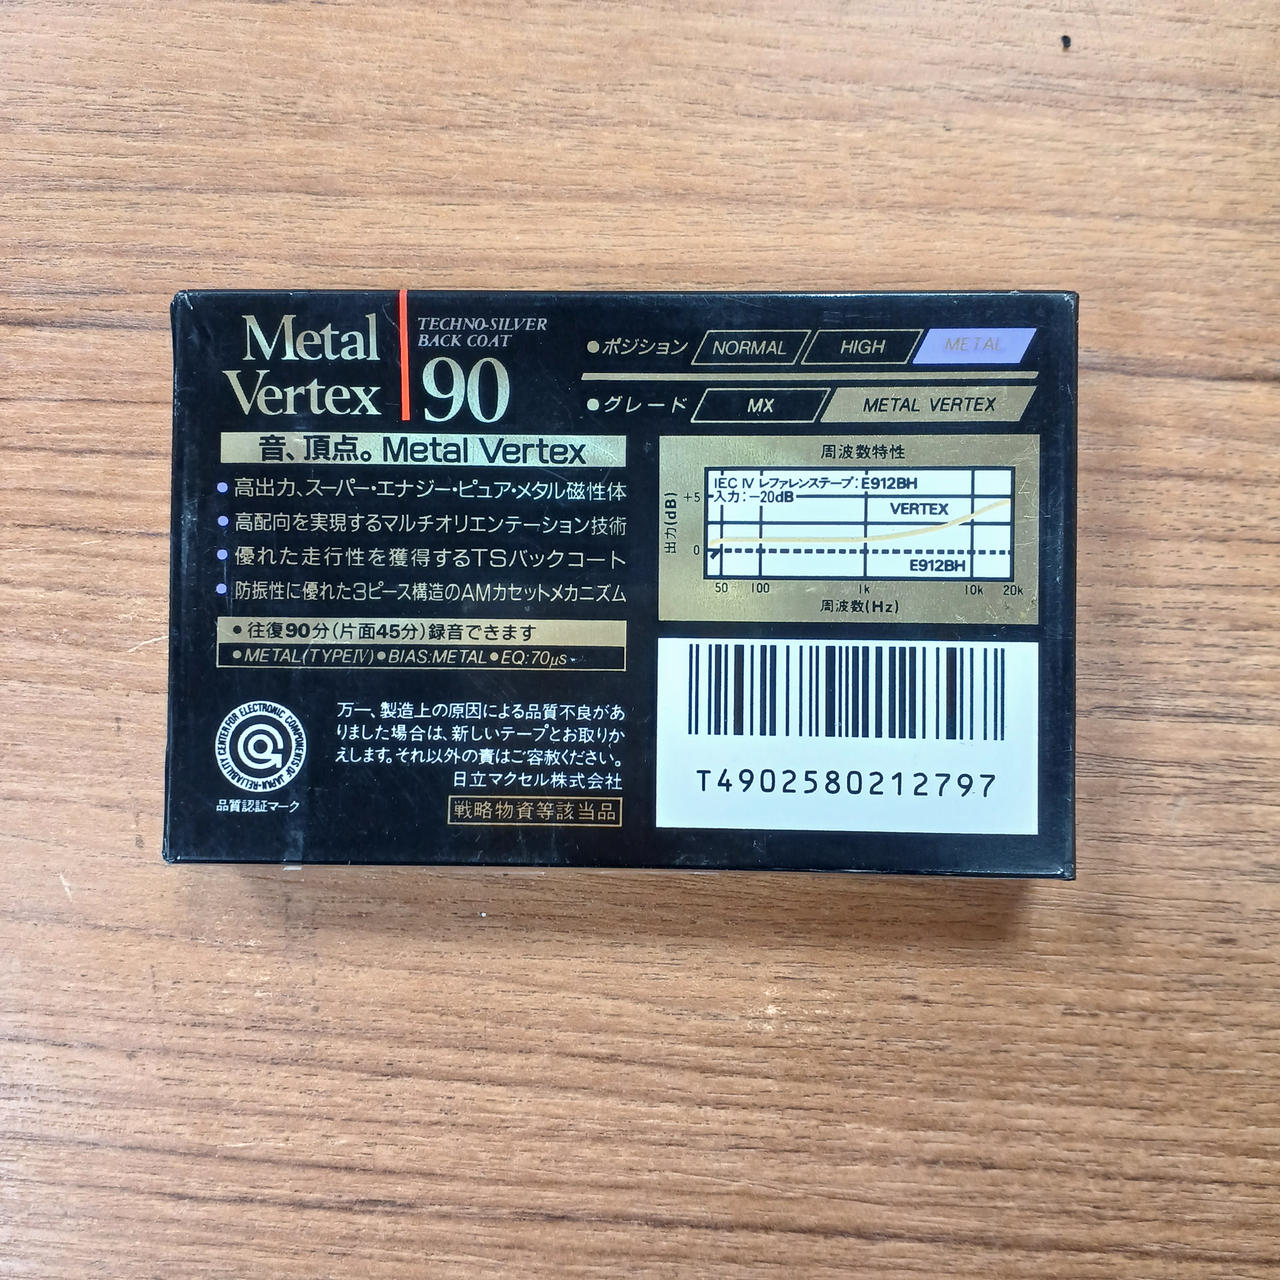 Metal
Vertex
TECHNO-SILVER
BACK COAT
90
●ポジション NORMAL HIGH METAL
●グレード MX METAL VERTEX
音、頂点。Metal Vertex
●高出力、スーパー・エナジー・ピュア・メタル磁性体
●高配向を実現するマルチオリエンテーション技術
●優れた走行性を獲得するTSバックコート
●防振性に優れた3ピース構造のAMカセットメカニズム
●往復90分(片面45分)録音できます
●METAL(TYPEⅣ)●BIAS:METAL●EQ:70μs
RELIABILITY CENTER FOR ELECTRONIC COMPONENTS OF JAPAN
品質認証マーク
万一、製造上の原因による品質不良があ
りました場合は、新しいテープとお取りか
えします。それ以外の責はご容赦ください。
日立マクセル株式会社
戦略物資等該当品
周波数特性
IEC Ⅳ レファレンステープ:E912BH
入力:−20dB
VERTEX
E912BH
出力(dB)
+5
0
50 100 1k 10k 20k
周波数(Hz)
T4902580212797